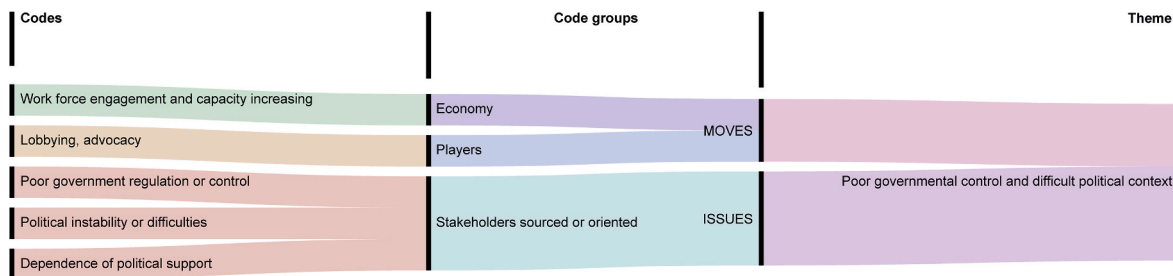 Codes
Code groups
Theme
Work force engagement and capacity increasing
Economy
MOVES
Lobbying, advocacy
Players
Poor government regulation or control
Poor governmental control and difficult political context
Political instability or difficulties
Stakeholders sourced or oriented
ISSUES
Dependence of political support